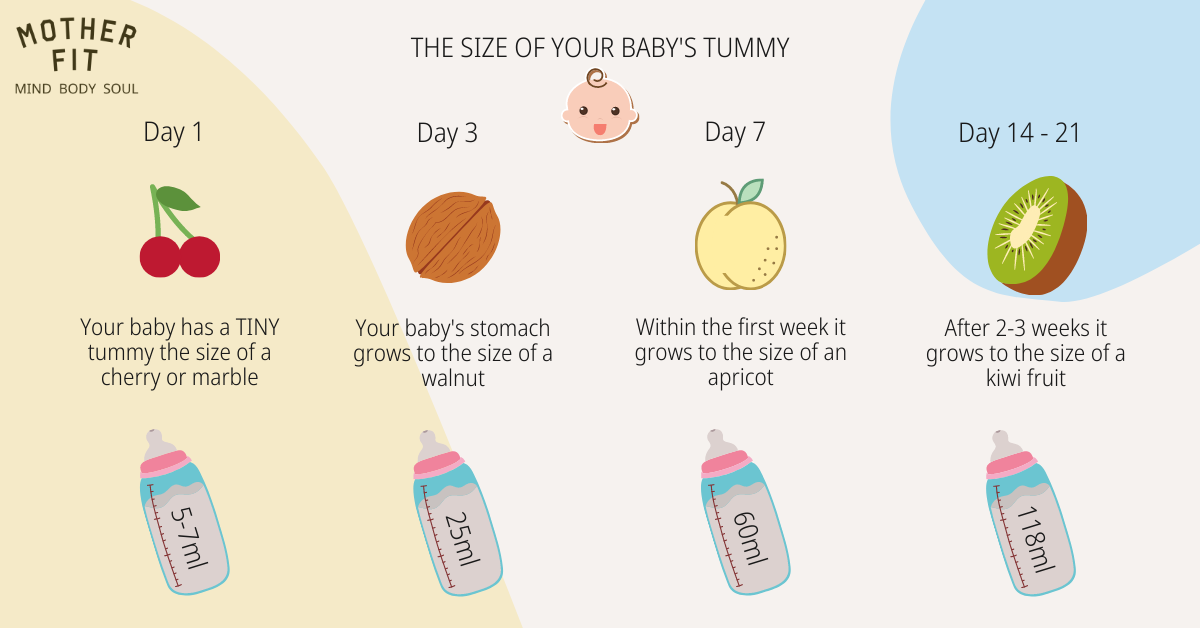 MOTHER
FIT
MIND BODY SOUL
THE SIZE OF YOUR BABY'S TUMMY
Day 1
Your baby has a TINY
tummy the size of a
cherry or marble
5-7ml
Day 3
Your baby's stomach
grows to the size of a
walnut
25ml
Day 7
Within the first week it
grows to the size of an
apricot
60ml
Day 14 - 21
After 2-3 weeks it
grows to the size of a
kiwi fruit
118ml